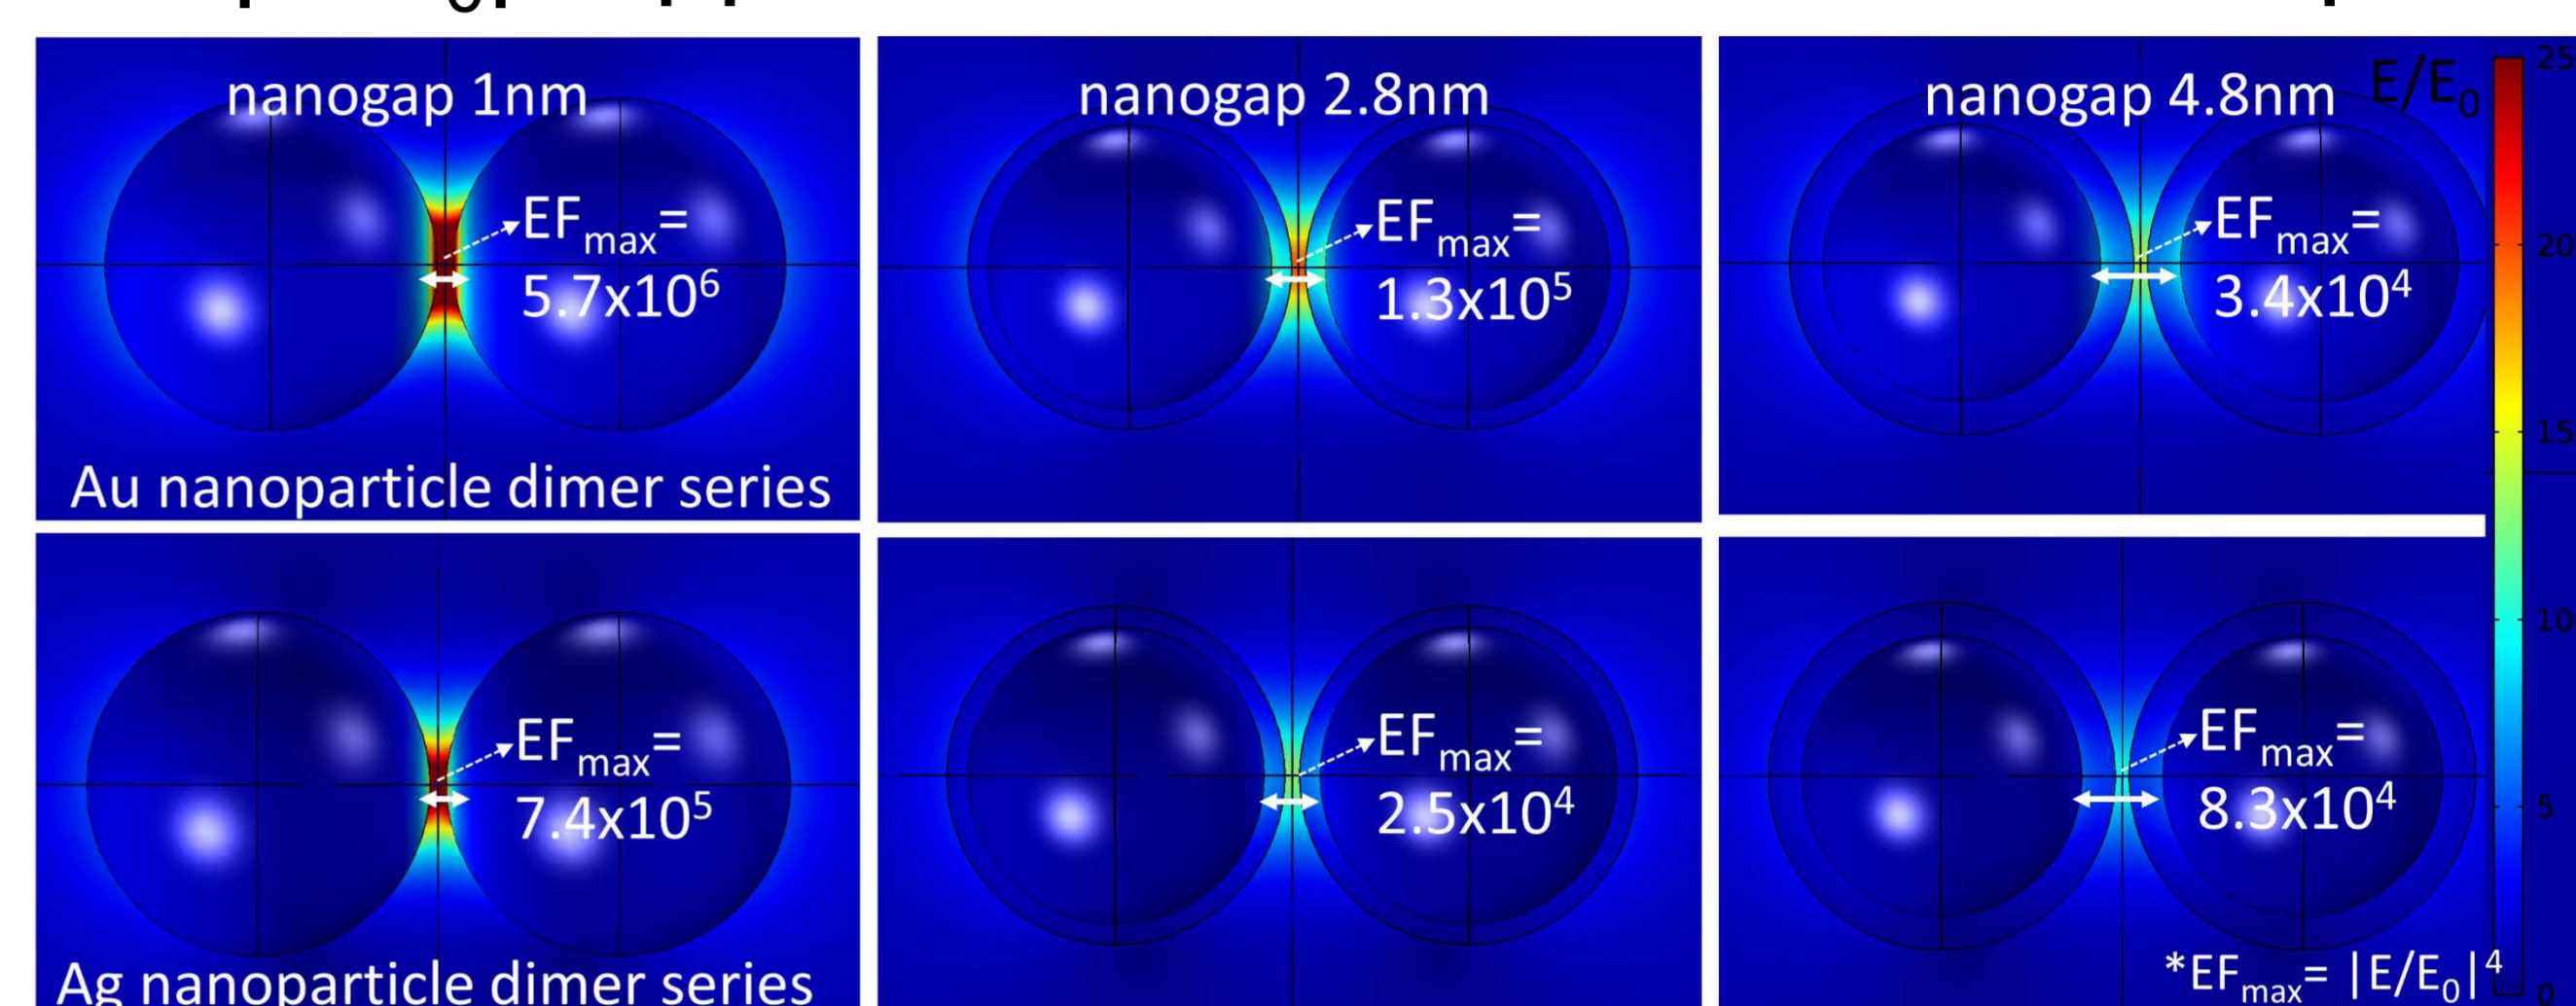 nanogap 1nm
EFmax=
5.7x10⁶
Au nanoparticle dimer series
nanogap 2.8nm
EFmax=
1.3x10⁵
nanogap 4.8nm
EFmax=
3.4x10⁴
E/E₀
25
20
15
10
5
0
EFmax=
7.4x10⁵
Ag nanoparticle dimer series
EFmax=
2.5x10⁴
EFmax=
8.3x10⁴
*EFmax= |E/E₀|⁴